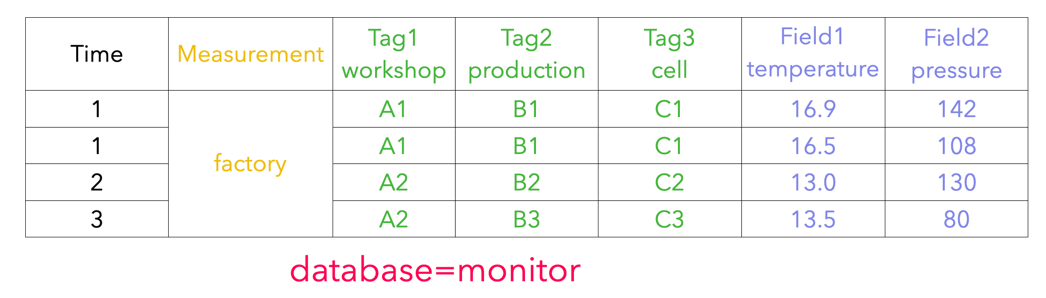 Time Measurement Tag1 workshop Tag2 production Tag3 cell Field1 temperature Field2 pressure
1 factory A1 B1 C1 16.9 142
1 A1 B1 C1 16.5 108
2 A2 B2 C2 13.0 130
3 A2 B3 C3 13.5 80
database=monitor